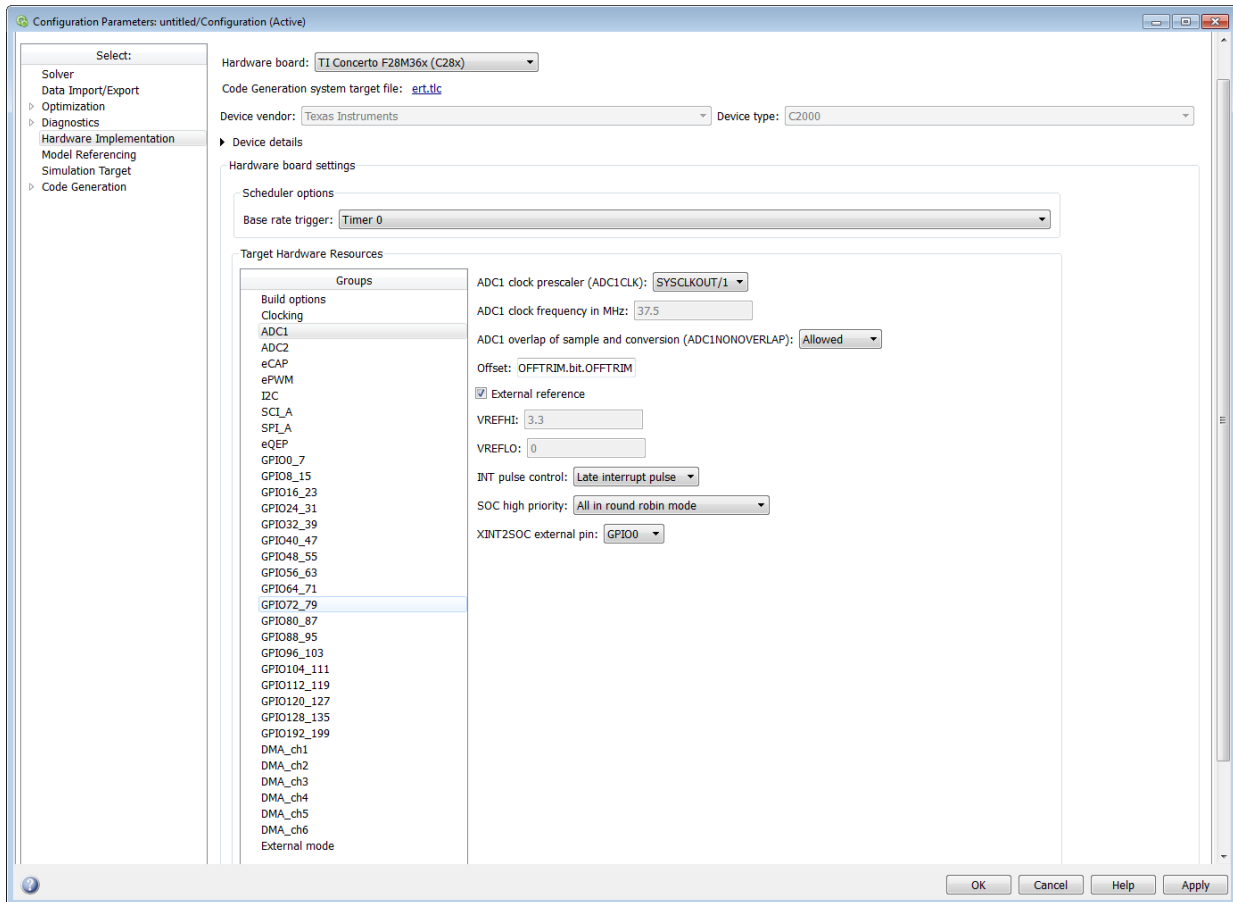 Configuration Parameters: untitled/Configuration (Active)
Select:
Solver
Data Import/Export
Optimization
Diagnostics
Hardware Implementation
Model Referencing
Simulation Target
Code Generation
Hardware board: TI Concerto F28M36x (C28x)
Code Generation system target file: ert.tlc
Device vendor: Texas Instruments Device type: C2000
Device details
Hardware board settings
Scheduler options
Base rate trigger: Timer 0
Target Hardware Resources
Groups
Build options
Clocking
ADC1
ADC2
eCAP
ePWM
I2C
SCI_A
SPI_A
eQEP
GPIO0_7
GPIO8_15
GPIO16_23
GPIO24_31
GPIO32_39
GPIO40_47
GPIO48_55
GPIO56_63
GPIO64_71
GPIO72_79
GPIO80_87
GPIO88_95
GPIO96_103
GPIO104_111
GPIO112_119
GPIO120_127
GPIO128_135
GPIO192_199
DMA_ch1
DMA_ch2
DMA_ch3
DMA_ch4
DMA_ch5
DMA_ch6
External mode
ADC1 clock prescaler (ADC1CLK): SYSCLKOUT/1
ADC1 clock frequency in MHz: 37.5
ADC1 overlap of sample and conversion (ADC1NONOVERLAP): Allowed
Offset: OFFTRIM.bit.OFFTRIM
External reference
VREFHI: 3.3
VREFLO: 0
INT pulse control: Late interrupt pulse
SOC high priority: All in round robin mode
XINT2SOC external pin: GPIO0
OK Cancel Help Apply